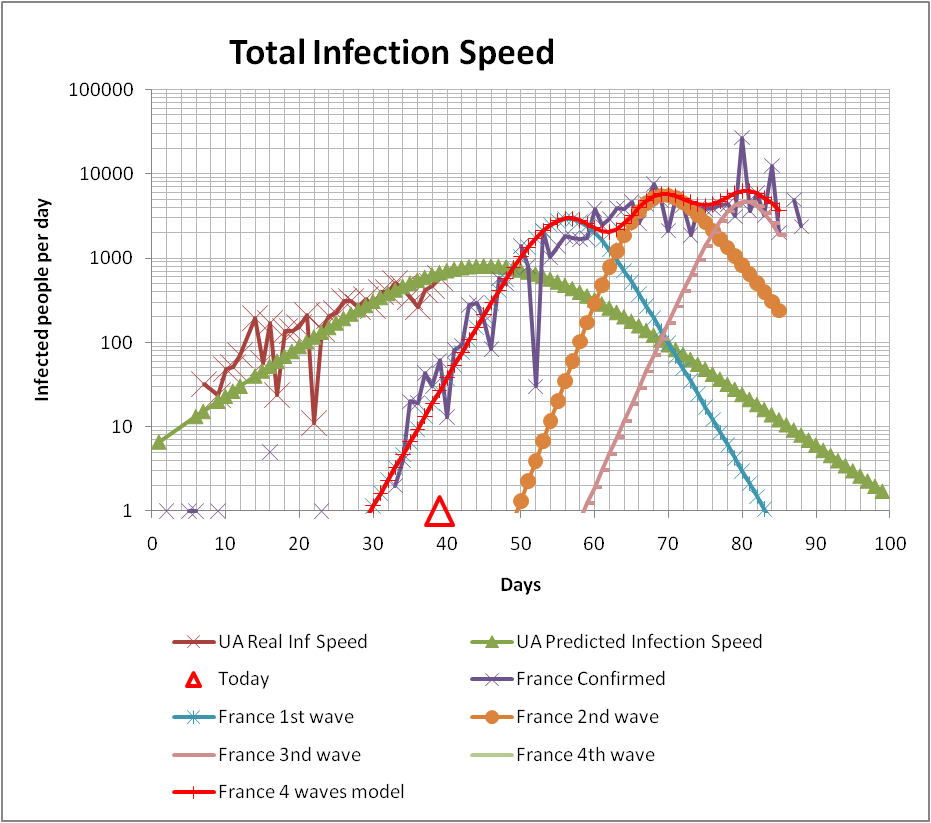 Total Infection Speed
Infected people per day
100000
10000
1000
100
10
1
0 10 20 30 40 50 60 70 80 90 100
Days
UA Real Inf Speed UA Predicted Infection Speed
Today France Confirmed
France 1st wave France 2nd wave
France 3nd wave France 4th wave
France 4 waves model